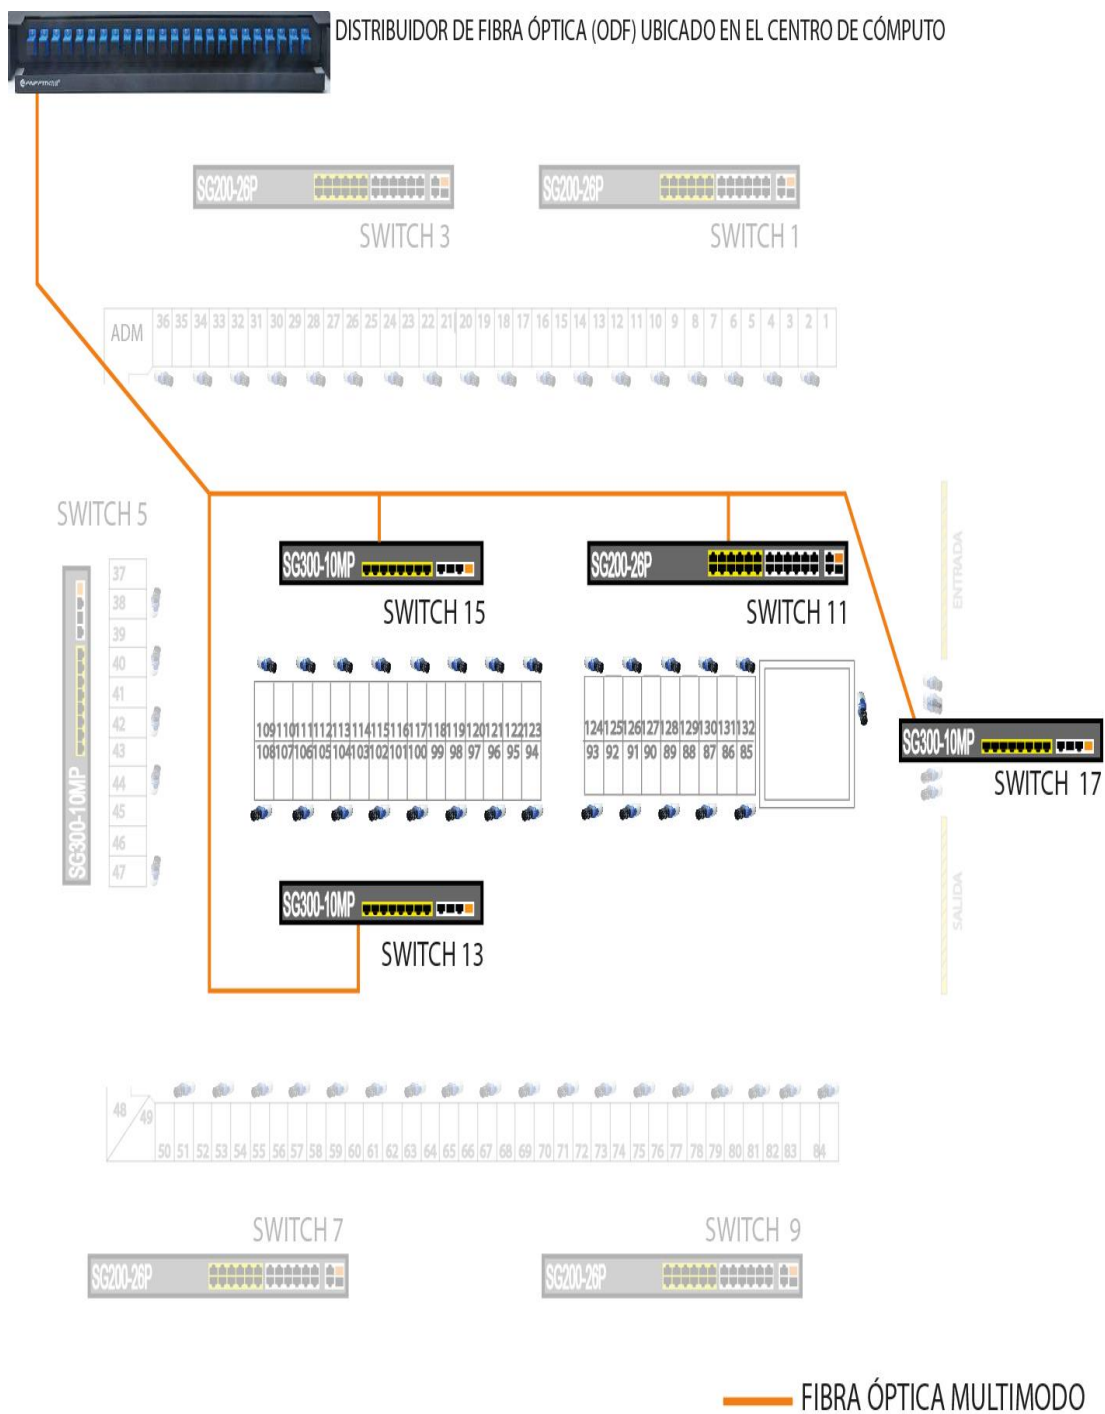 DISTRIBUIDOR DE FIBRA ÓPTICA (ODF) UBICADO EN EL CENTRO DE CÓMPUTO
SG200-26P
SG200-26P
SWITCH 3
SWITCH 1
ADM
36 35 34 33 32 31 30 29 28 27 26 25 24 23 22 21 20 19 18 17 16 15 14 13 12 11 10 9 8 7 6 5 4 3 2 1
SWITCH 5
ENTRADA
SG300-10MP
SG200-26P
SWITCH 15
SWITCH 11
37
38
39
40
41
42
43
44
45
46
47
SG300-10MP
109 110 111 112 113 114 115 116 117 118 119 120 121 122 123
108 107 106 105 104 103 102 101 100 99 98 97 96 95 94
124 125 126 127 128 129 130 131 132
93 92 91 90 89 88 87 86 85
SG300-10MP
SWITCH 17
SALIDA
SG300-10MP
SWITCH 13
48
49
50 51 52 53 54 55 56 57 58 59 60 61 62 63 64 65 66 67 68 69 70 71 72 73 74 75 76 77 78 79 80 81 82 83 84
SWITCH 7
SWITCH 9
SG200-26P
SG200-26P
FIBRA ÓPTICA MULTIMODO